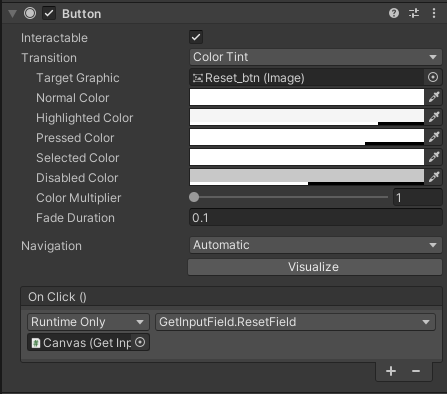 Button
Interactable
Transition Color Tint
Target Graphic Reset_btn (Image)
Normal Color
Highlighted Color
Pressed Color
Selected Color
Disabled Color
Color Multiplier 1
Fade Duration 0.1
Navigation Automatic
Visualize
On Click ()
Runtime Only GetInputField.ResetField
Canvas (Get Inp